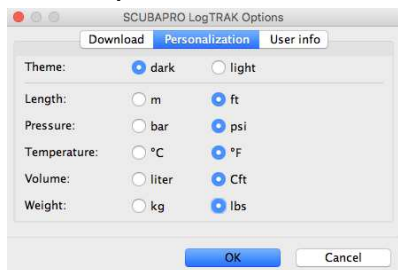 SCUBAPRO LogTRAK Options
Download Personalization User info
Theme: dark light
Length: m ft
Pressure: bar psi
Temperature: °C °F
Volume: liter Cft
Weight: kg lbs
OK Cancel